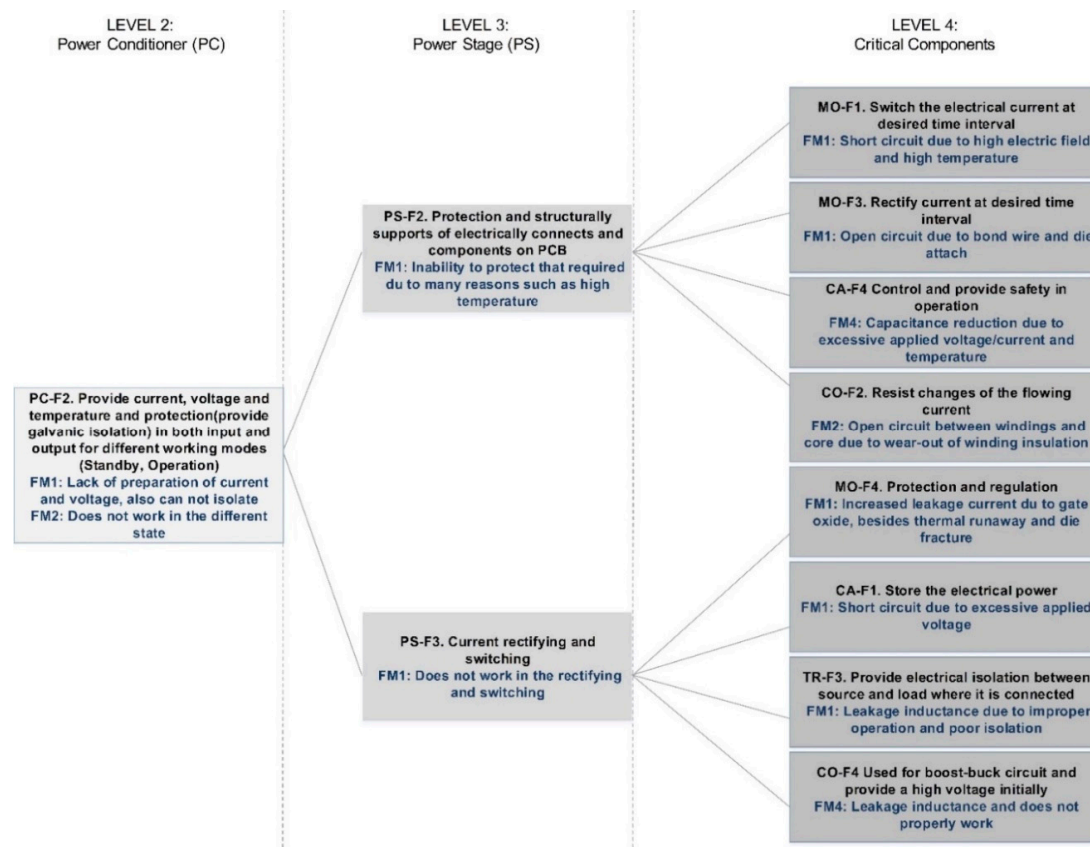 LEVEL 2:
Power Conditioner (PC)
LEVEL 3:
Power Stage (PS)
LEVEL 4:
Critical Components
PC-F2. Provide current, voltage and
temperature and protection(provide
galvanic isolation) in both input and
output for different working modes
(Standby, Operation)
FM1: Lack of preparation of current
and voltage, also can not isolate
FM2: Does not work in the different
state
PS-F2. Protection and structurally
supports of electrically connects and
components on PCB
FM1: Inability to protect that required
du to many reasons such as high
temperature
PS-F3. Current rectifying and
switching
FM1: Does not work in the rectifying
and switching
MO-F1. Switch the electrical current at
desired time interval
FM1: Short circuit due to high electric field
and high temperature
MO-F3. Rectify current at desired time
interval
FM1: Open circuit due to bond wire and die
attach
CA-F4 Control and provide safety in
operation
FM4: Capacitance reduction due to
excessive applied voltage/current and
temperature
CO-F2. Resist changes of the flowing
current
FM2: Open circuit between windings and
core due to wear-out of winding insulation
MO-F4. Protection and regulation
FM1: Increased leakage current du to gate
oxide, besides thermal runaway and die
fracture
CA-F1. Store the electrical power
FM1: Short circuit due to excessive applied
voltage
TR-F3. Provide electrical isolation between
source and load where it is connected
FM1: Leakage inductance due to improper
operation and poor isolation
CO-F4 Used for boost-buck circuit and
provide a high voltage initially
FM4: Leakage inductance and does not
properly work